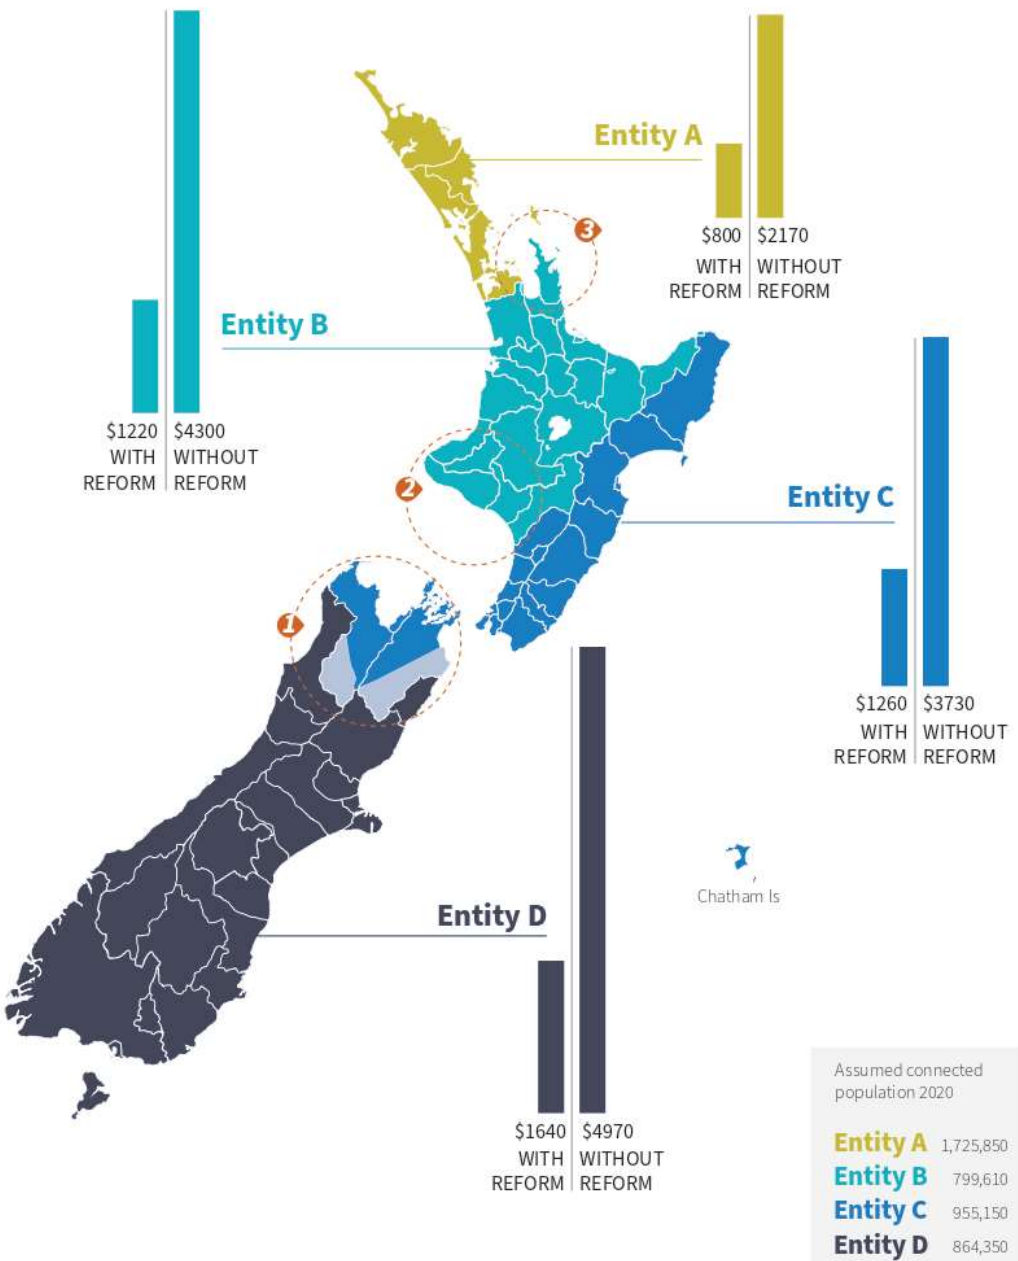 Entity A
3
$800
$2170
WITH
WITHOUT
REFORM
REFORM
Entity B
$1220
$4300
WITH
WITHOUT
REFORM
REFORM
2
Entity C
$1260
$3730
WITH
WITHOUT
REFORM
REFORM
1
Chatham Is
Entity D
$1640
$4970
WITH
WITHOUT
REFORM
REFORM
Assumed connected
population 2020
Entity A 1,725,850
Entity B 799,610
Entity C 955,150
Entity D 864,350